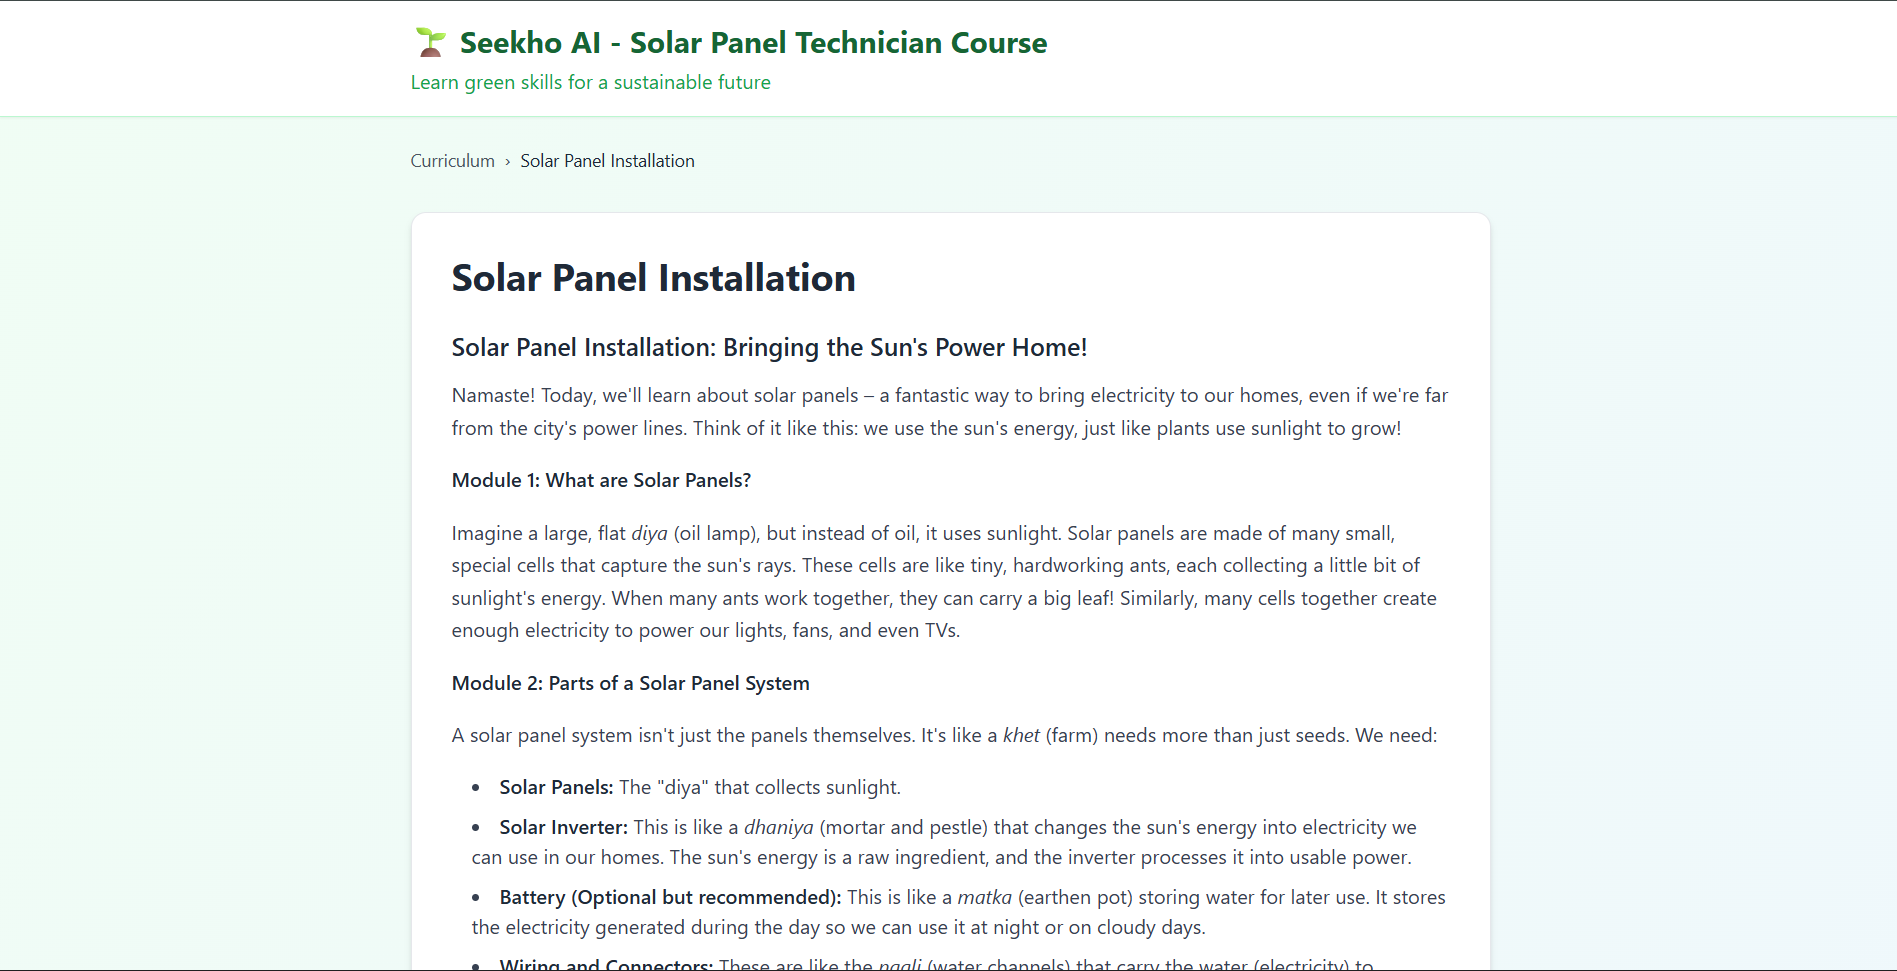 Seekho AI - Solar Panel Technician Course
Learn green skills for a sustainable future
Curriculum › Solar Panel Installation
Solar Panel Installation
Solar Panel Installation: Bringing the Sun's Power Home!
Namaste! Today, we'll learn about solar panels – a fantastic way to bring electricity to our homes, even if we're far
from the city's power lines. Think of it like this: we use the sun's energy, just like plants use sunlight to grow!
Module 1: What are Solar Panels?
Imagine a large, flat diya (oil lamp), but instead of oil, it uses sunlight. Solar panels are made of many small,
special cells that capture the sun's rays. These cells are like tiny, hardworking ants, each collecting a little bit of
sunlight's energy. When many ants work together, they can carry a big leaf! Similarly, many cells together create
enough electricity to power our lights, fans, and even TVs.
Module 2: Parts of a Solar Panel System
A solar panel system isn't just the panels themselves. It's like a khet (farm) needs more than just seeds. We need:
• Solar Panels: The "diya" that collects sunlight.
• Solar Inverter: This is like a dhaniya (mortar and pestle) that changes the sun's energy into electricity we
can use in our homes. The sun's energy is a raw ingredient, and the inverter processes it into usable power.
• Battery (Optional but recommended): This is like a matka (earthen pot) storing water for later use. It stores
the electricity generated during the day so we can use it at night or on cloudy days.
• Wiring and Connectors: These are like the naali (water channels) that carry the water (electricity) to